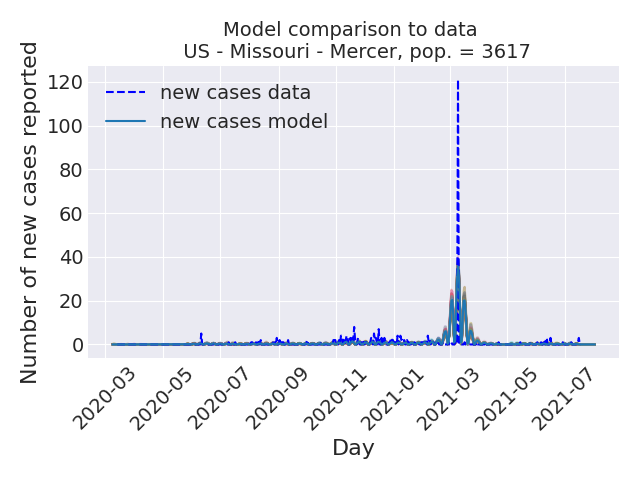 Model comparison to data
US - Missouri - Mercer, pop. = 3617
Number of new cases reported
120
100
80
60
40
20
0
new cases data
new cases model
2020-03
2020-05
2020-07
2020-09
2020-11
2021-01
2021-03
2021-05
2021-07
Day